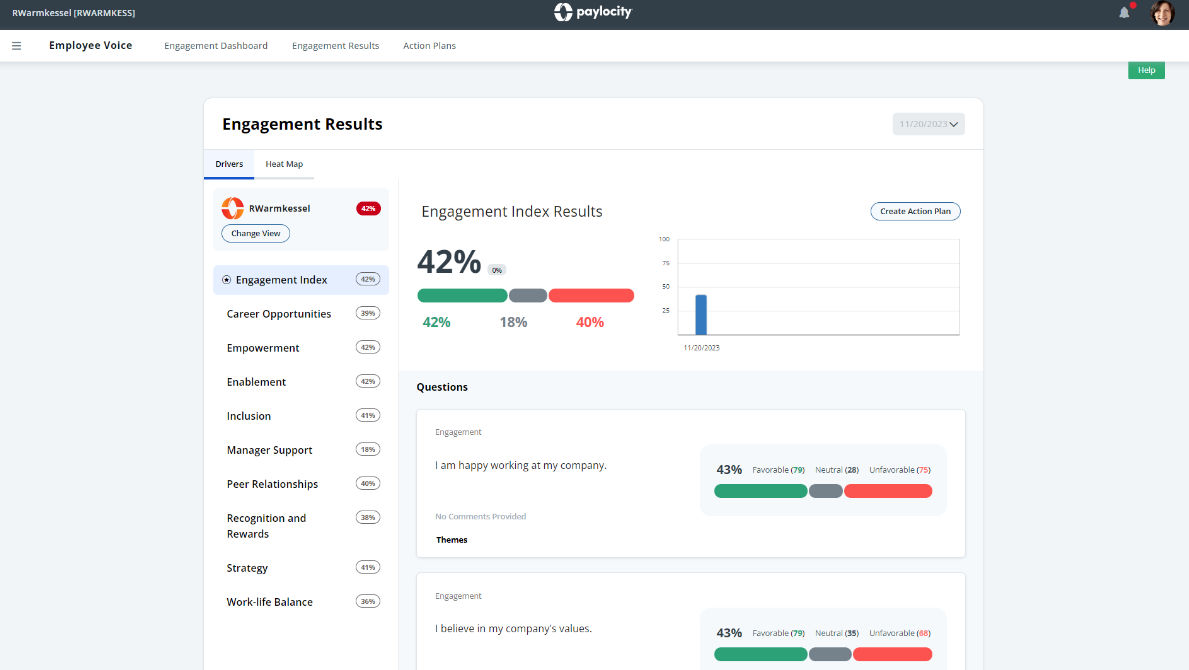 RWarmkessel [RWARMKESS]
paylocity
Employee Voice
Engagement Dashboard
Engagement Results
Action Plans
Help
Engagement Results
11/20/2023
Drivers
Heat Map
RWarmkessel
42%
Change View
Engagement Index
42%
Career Opportunities
39%
Empowerment
42%
Enablement
42%
Inclusion
41%
Manager Support
18%
Peer Relationships
40%
Recognition and
Rewards
38%
Strategy
41%
Work-life Balance
36%
Engagement Index Results
Create Action Plan
42%
0%
42%
18%
40%
100
75
50
25
11/20/2023
Questions
Engagement
I am happy working at my company.
43%
Favorable (79)
Neutral (28)
Unfavorable (75)
No Comments Provided
Themes
Engagement
I believe in my company's values.
43%
Favorable (79)
Neutral (35)
Unfavorable (68)